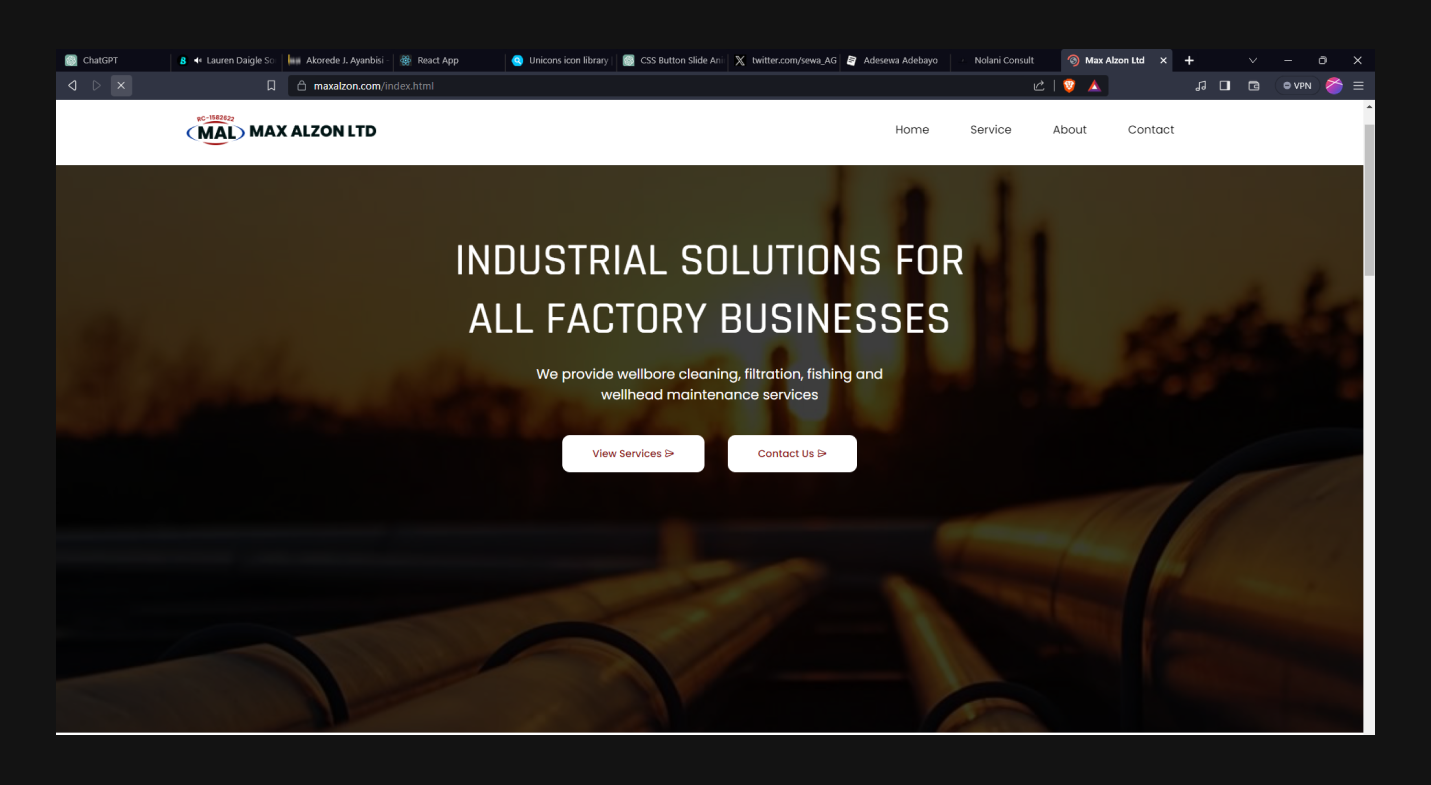 ChatGPT
Lauren Daigle So
Akorede J. Ayanbisi -
React App
Unicons icon library |
CSS Button Slide Ani
twitter.com/sewa_AG
Adesewa Adebayo
Nolani Consult
Max Alzon Ltd
maxalzon.com/index.html
VPN
RC-1582622
MAL
MAX ALZON LTD
Home
Service
About
Contact
INDUSTRIAL SOLUTIONS FOR
ALL FACTORY BUSINESSES
We provide wellbore cleaning, filtration, fishing and
wellhead maintenance services
View Services
Contact Us